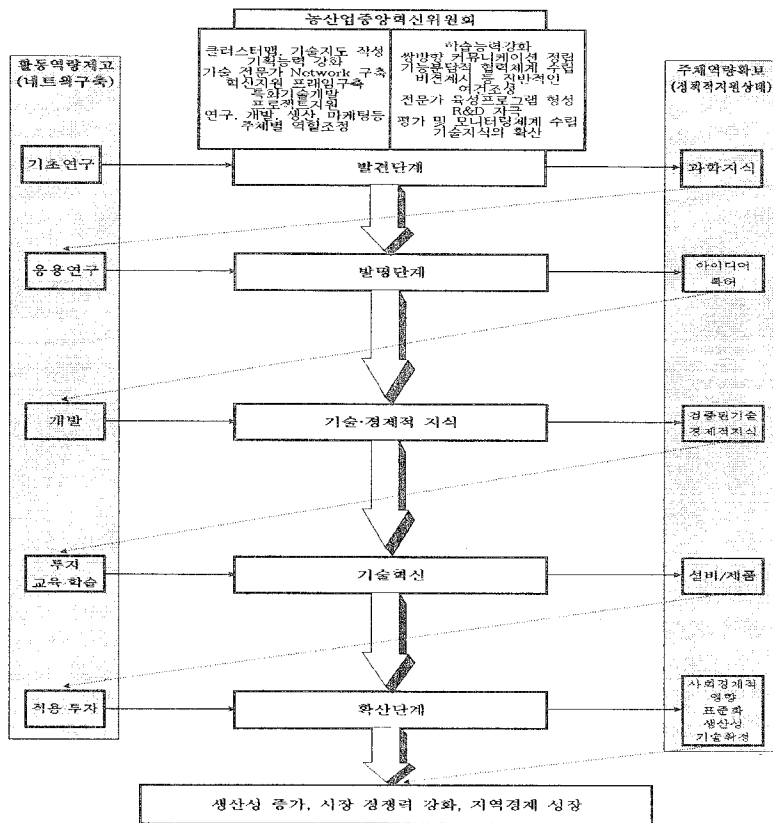 농산업중앙혁신위원회
클러스터맵, 기술지도 작성
기획능력 강화
기술 전문가 Network 구축
혁신지원 프레임구축
특화기술개발
프로젝트지원
연구, 개발, 생산, 마케팅등
주체별 역할조정
학습능력강화
쌍방향 커뮤니케이션 정립
기능분담적 협력체계 수립
비전제시 등 전반적인
여건조성
전문가 육성프로그램 형성
R&D 자극
평가 및 모니터링체계 수립
기술지식의 확산
활동역량제고
(네트웍구축)
주체역량확보
(정책적지원상태)
기초연구
발견단계
과학지식
응용연구
발명단계
아이디어
특허
개발
기술·경제적 지식
검증된기술
경제적지식
투자
교육 학습
기술혁신
설비/제품
적용 투자
확산단계
사회경제적
영향
표준화
생산성
기술취정
생산성 증가, 시장 경쟁력 강화, 지역경제 성장